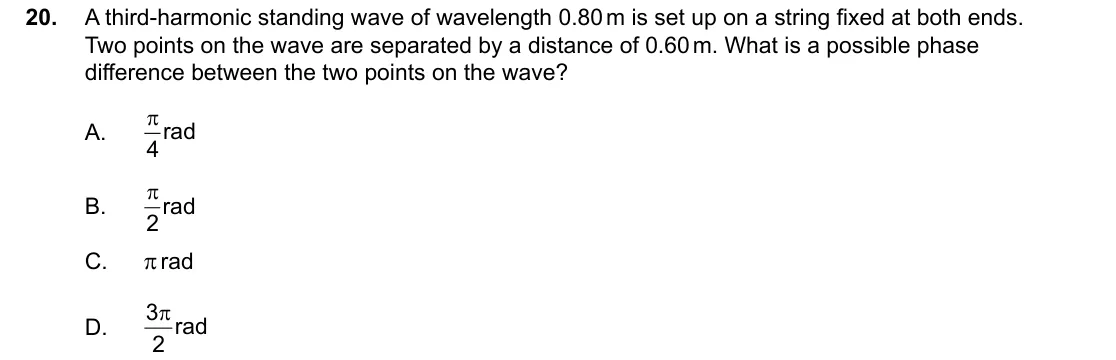 20. A third-harmonic standing wave of wavelength 0.80 m is set up on a string fixed at both ends.
Two points on the wave are separated by a distance of 0.60 m. What is a possible phase
difference between the two points on the wave?
A. π/4 rad
B. π/2 rad
C. π rad
D. 3π/2 rad